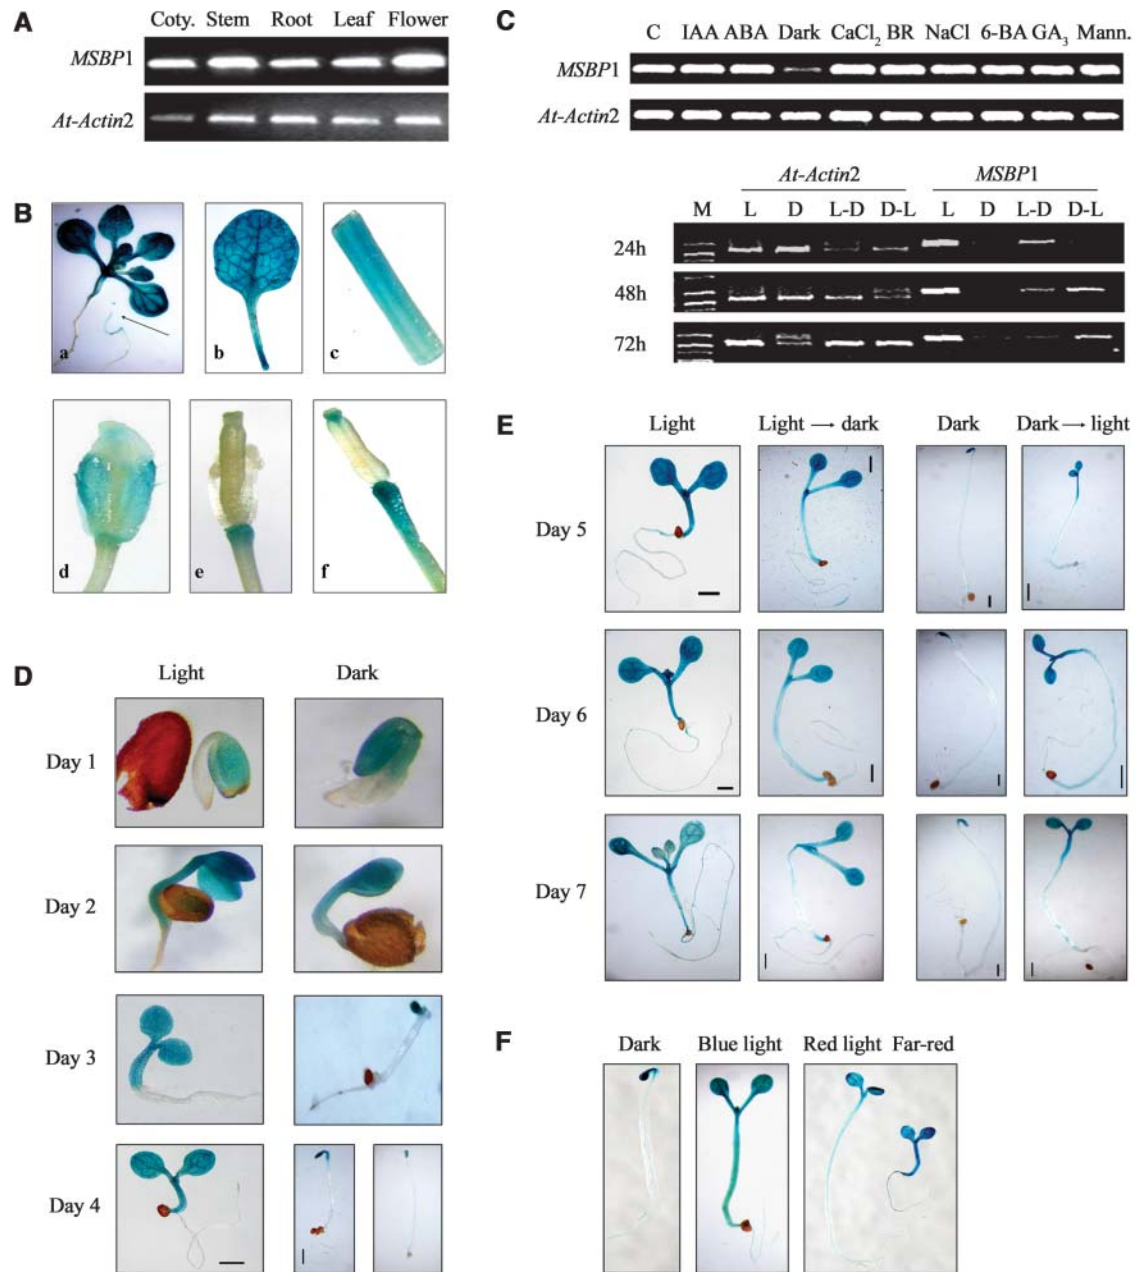 A
Coty. Stem Root Leaf Flower
MSBP1
At-Actin2
B
a
b
c
d
e
f
C
C IAA ABA Dark CaCl2 BR NaCl 6-BA GA3 Mann.
MSBP1
At-Actin2
At-Actin2 MSBP1
M L D L-D D-L L D L-D D-L
24h
48h
72h
D
Light Dark
Day 1
Day 2
Day 3
Day 4
E
Light Light → dark Dark Dark → light
Day 5
Day 6
Day 7
F
Dark Blue light Red light Far-red